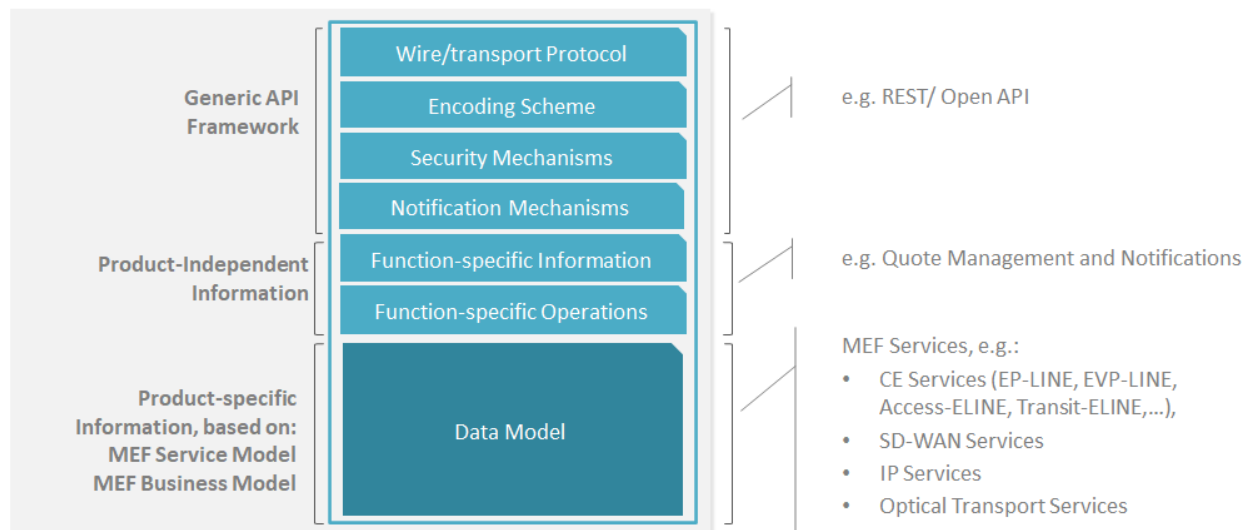 Wire/transport Protocol
Encoding Scheme
Security Mechanisms
Notification Mechanisms
Function-specific Information
Function-specific Operations
Data Model
Generic API
Framework
Product-Independent
Information
Product-specific
Information, based on:
MEF Service Model
MEF Business Model
e.g. REST/ Open API
e.g. Quote Management and Notifications
MEF Services, e.g.:
• CE Services (EP-LINE, EVP-LINE,
Access-ELINE, Transit-ELINE,...),
• SD-WAN Services
• IP Services
• Optical Transport Services